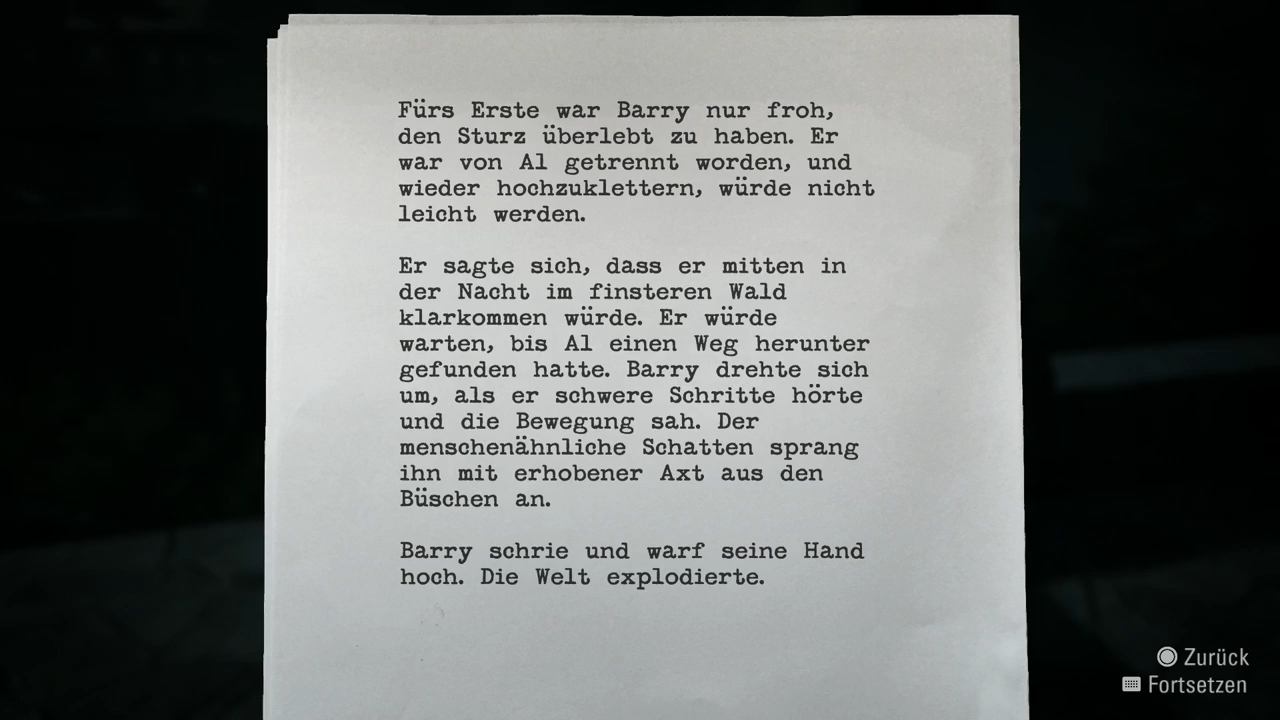 Fürs Erste war Barry nur froh,
den Sturz überlebt zu haben. Er
war von Al getrennt worden, und
wieder hochzuklettern, würde nicht
leicht werden.
Er sagte sich, dass er mitten in
der Nacht im finsteren Wald
klarkommen würde. Er würde
warten, bis Al einen Weg herunter
gefunden hatte. Barry drehte sich
um, als er schwere Schritte hörte
und die Bewegung sah. Der
menschenähnliche Schatten sprang
ihn mit erhobener Axt aus den
Büschen an.
Barry schrie und warf seine Hand
hoch. Die Welt explodierte.
Zurück
Fortsetzen